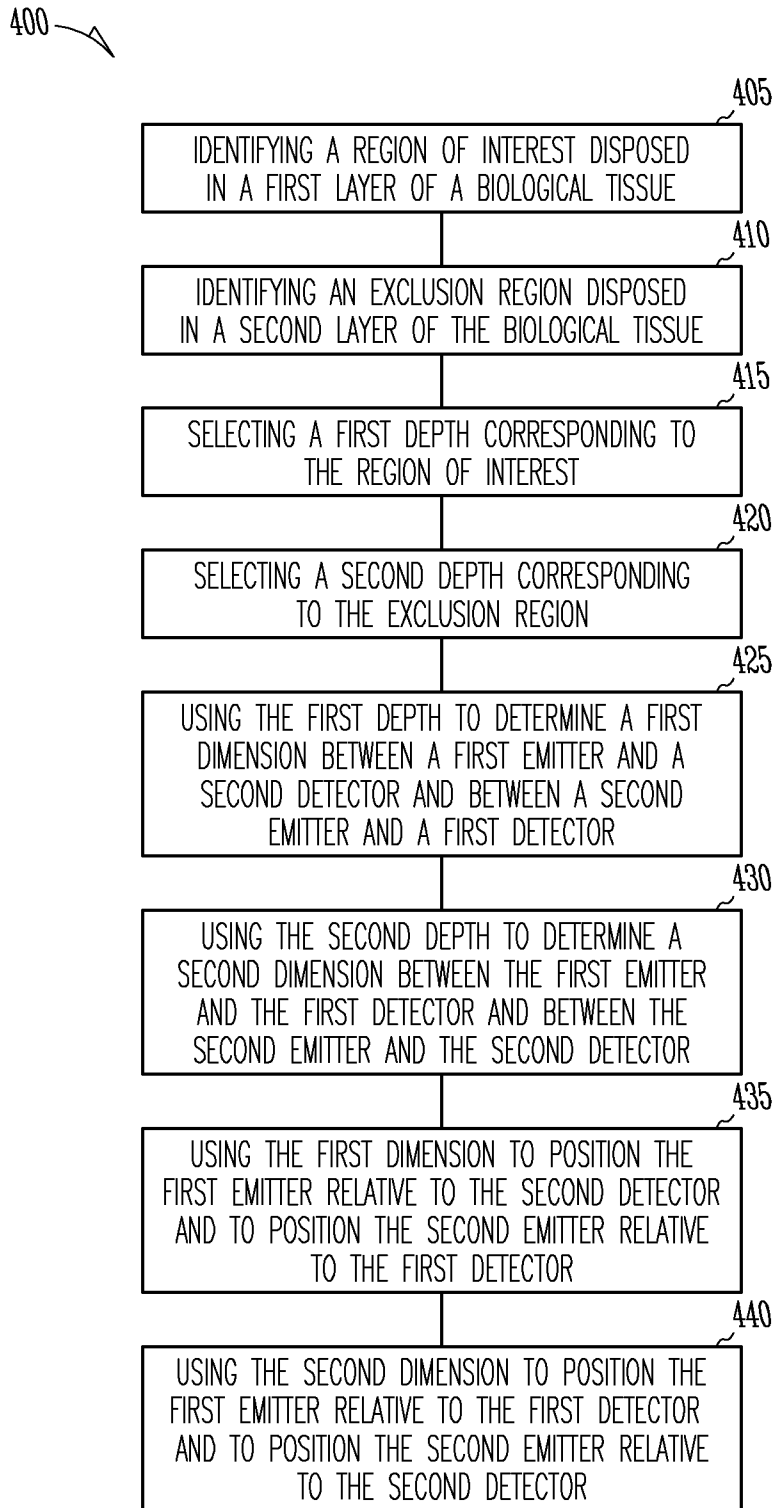 400
405
IDENTIFYING A REGION OF INTEREST DISPOSED
IN A FIRST LAYER OF A BIOLOGICAL TISSUE
410
IDENTIFYING AN EXCLUSION REGION DISPOSED
IN A SECOND LAYER OF THE BIOLOGICAL TISSUE
415
SELECTING A FIRST DEPTH CORRESPONDING TO
THE REGION OF INTEREST
420
SELECTING A SECOND DEPTH CORRESPONDING
TO THE EXCLUSION REGION
425
USING THE FIRST DEPTH TO DETERMINE A FIRST
DIMENSION BETWEEN A FIRST EMITTER AND A
SECOND DETECTOR AND BETWEEN A SECOND
EMITTER AND A FIRST DETECTOR
430
USING THE SECOND DEPTH TO DETERMINE A
SECOND DIMENSION BETWEEN THE FIRST EMITTER
AND THE FIRST DETECTOR AND BETWEEN THE
SECOND EMITTER AND THE SECOND DETECTOR
435
USING THE FIRST DIMENSION TO POSITION THE
FIRST EMITTER RELATIVE TO THE SECOND DETECTOR
AND TO POSITION THE SECOND EMITTER RELATIVE
TO THE FIRST DETECTOR
440
USING THE SECOND DIMENSION TO POSITION THE
FIRST EMITTER RELATIVE TO THE FIRST DETECTOR
AND TO POSITION THE SECOND EMITTER RELATIVE
TO THE SECOND DETECTOR